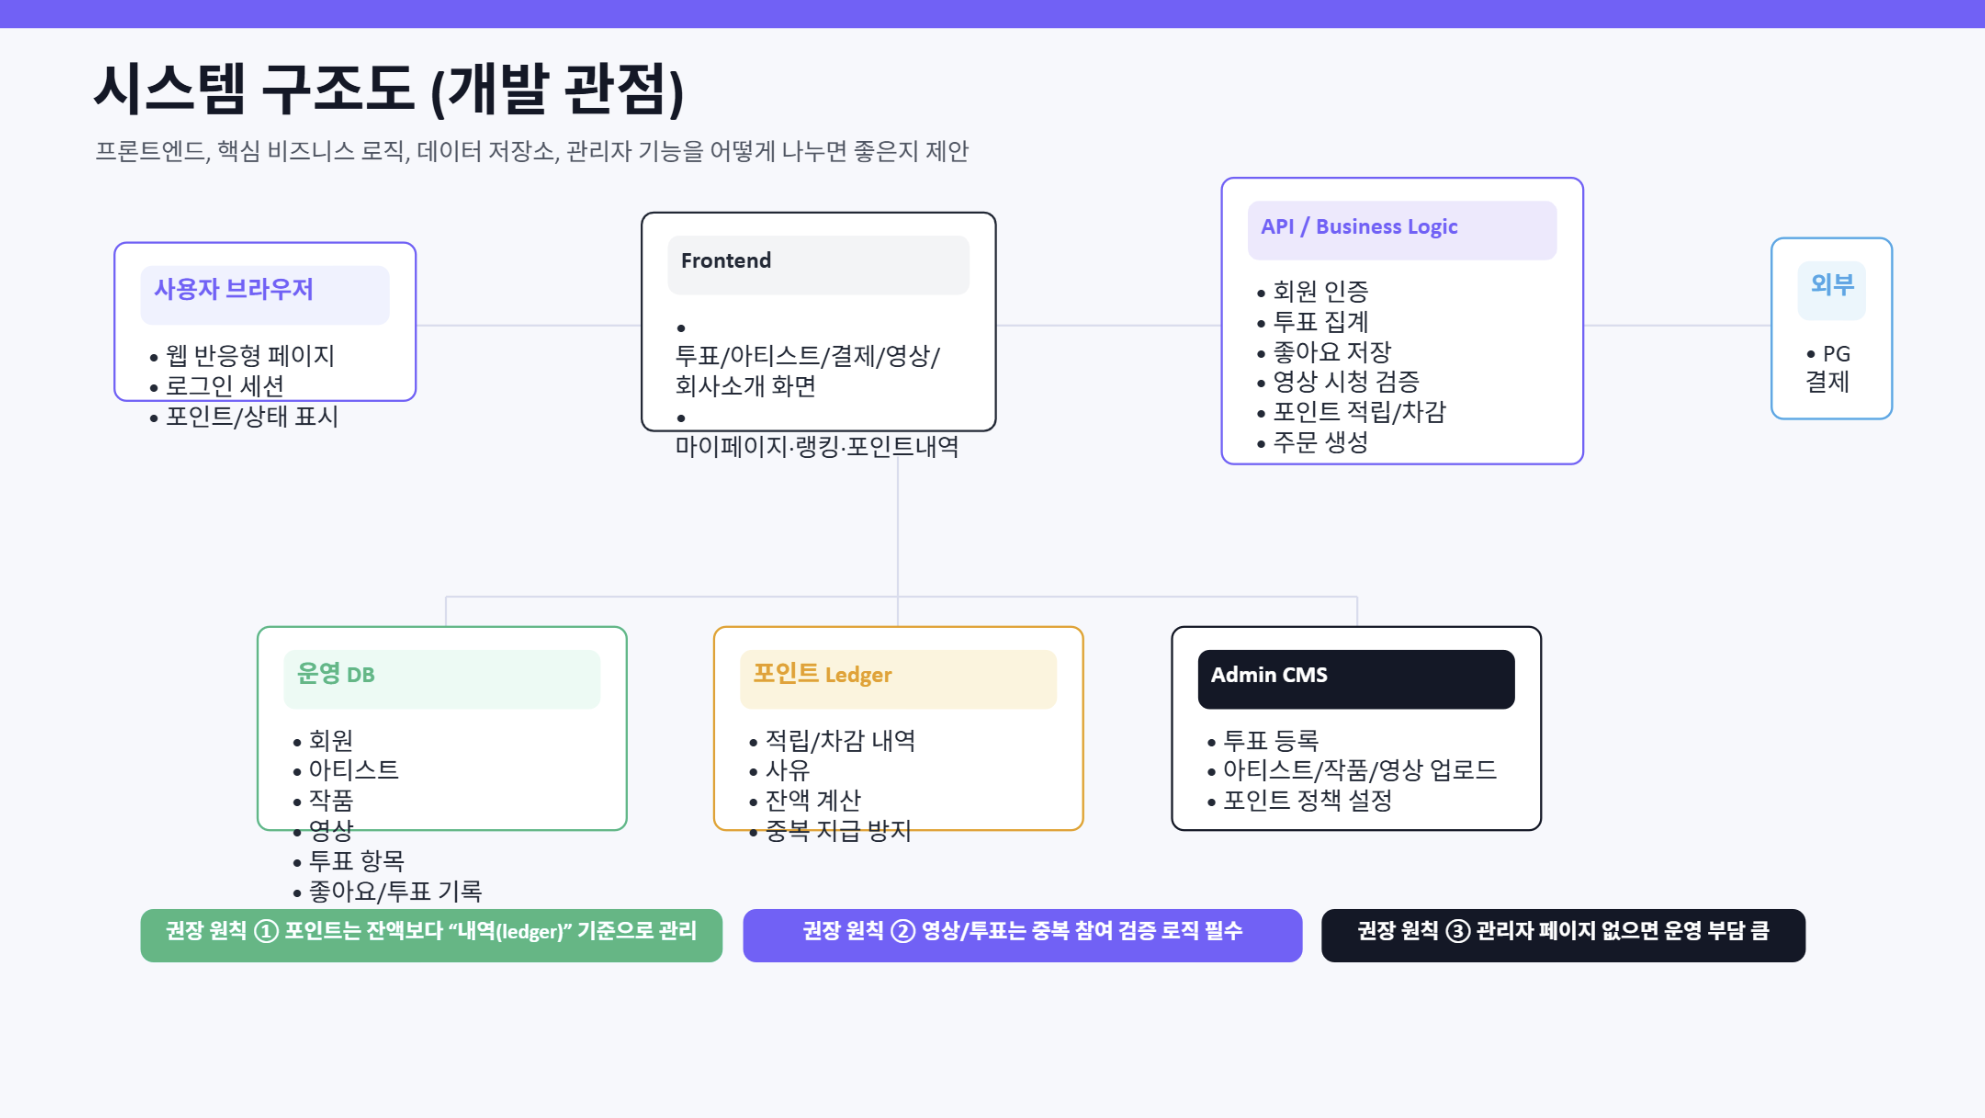 시스템 구조도 (개발 관점)
프론트엔드, 핵심 비즈니스 로직, 데이터 저장소, 관리자 기능을 어떻게 나누면 좋은지 제안
사용자 브라우저
• 웹 반응형 페이지
• 로그인 세션
• 포인트/상태 표시
Frontend
•
투표/아티스트/결제/영상/
회사소개 화면
•
마이페이지·랭킹·포인트내역
API / Business Logic
• 회원 인증
• 투표 집계
• 좋아요 저장
• 영상 시청 검증
• 포인트 적립/차감
• 주문 생성
외부
• PG
결제
운영 DB
• 회원
• 아티스트
• 작품
• 영상
• 투표 항목
• 좋아요/투표 기록
포인트 Ledger
• 적립/차감 내역
• 사유
• 잔액 계산
• 중복 지급 방지
Admin CMS
• 투표 등록
• 아티스트/작품/영상 업로드
• 포인트 정책 설정
권장 원칙 ① 포인트는 잔액보다 “내역(ledger)” 기준으로 관리
권장 원칙 ② 영상/투표는 중복 참여 검증 로직 필수
권장 원칙 ③ 관리자 페이지 없으면 운영 부담 큼